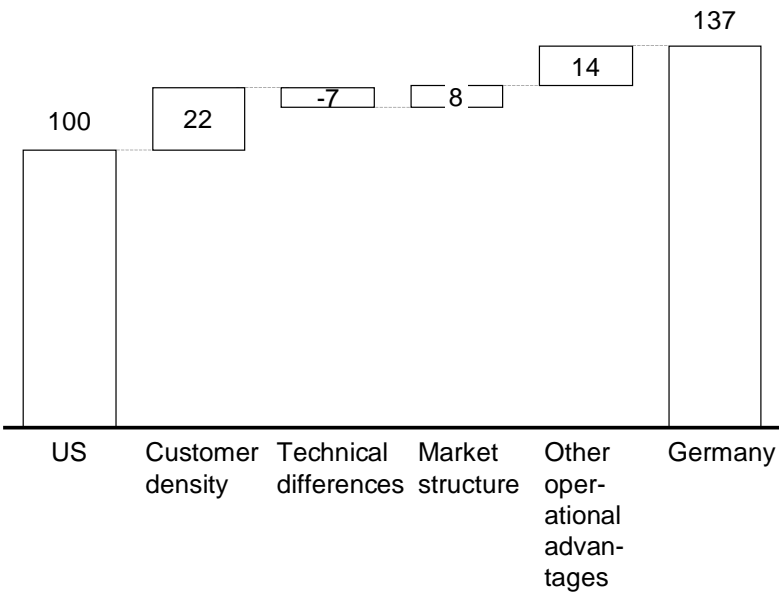 137
14
-7
8
22
100
US
Customer
density
Technical
differences
Market
structure
Other
oper-
ational
advan-
tages
Germany